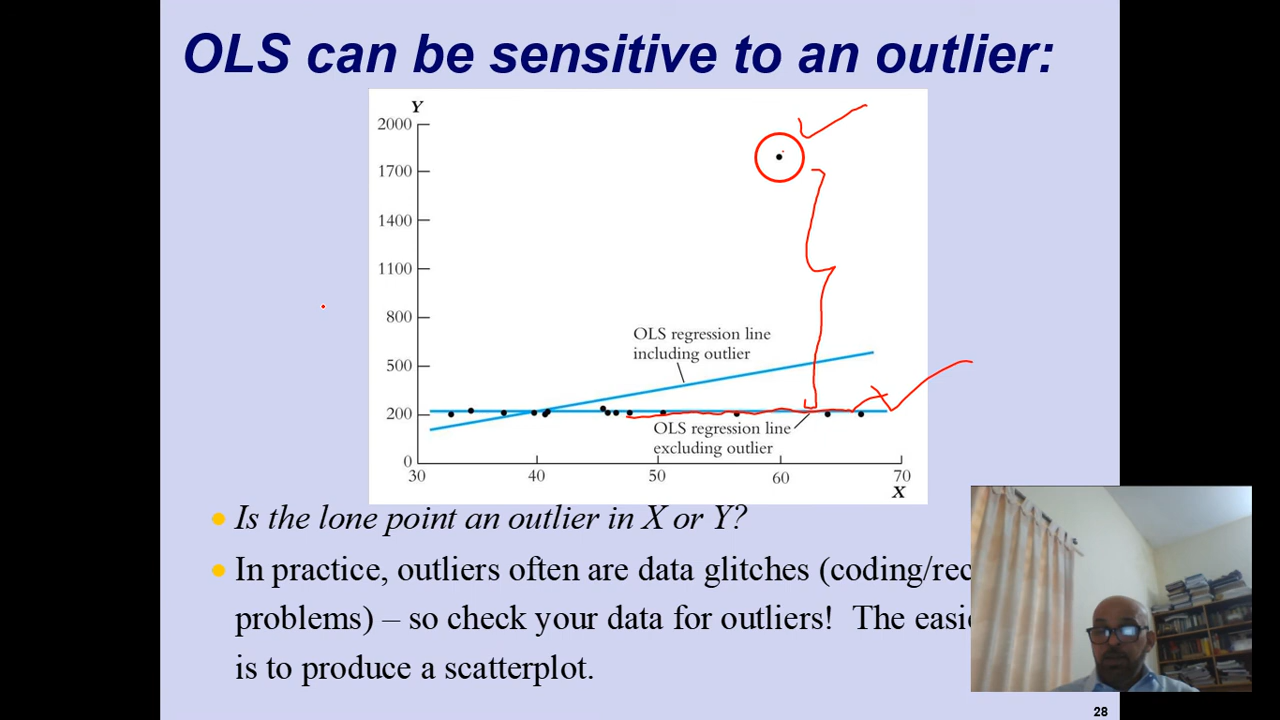 OLS can be sensitive to an outlier:
Y
2000
1700
1400
1100
800
500
200
0
OLS regression line
including outlier
OLS regression line
excluding outlier
30 40 50 60 70
X
Is the lone point an outlier in X or Y?
In practice, outliers often are data glitches (coding/rec
problems) – so check your data for outliers! The easie
is to produce a scatterplot.
28